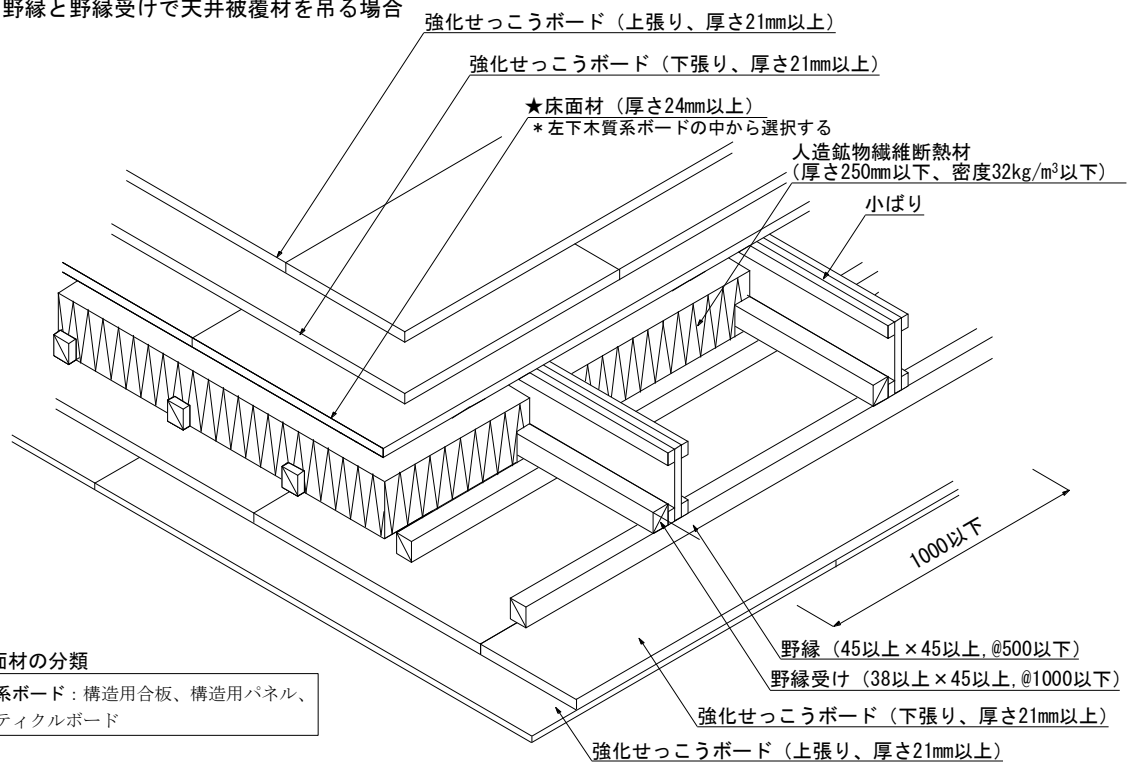 野縁と野縁受けで天井被覆材を吊る場合
強化せっこうボード（上張り、厚さ21mm以上）
強化せっこうボード（下張り、厚さ21mm以上）
★床面材（厚さ24mm以上）
＊左下木質系ボードの中から選択する
人造鉱物繊維断熱材
（厚さ250mm以下、密度32kg/m³以下）
小ばり
1000以下
野縁（45以上×45以上,@500以下）
野縁受け（38以上×45以上,@1000以下）
強化せっこうボード（下張り、厚さ21mm以上）
強化せっこうボード（上張り、厚さ21mm以上）
面材の分類
系ボード：構造用合板、構造用パネル、
ティクルボード